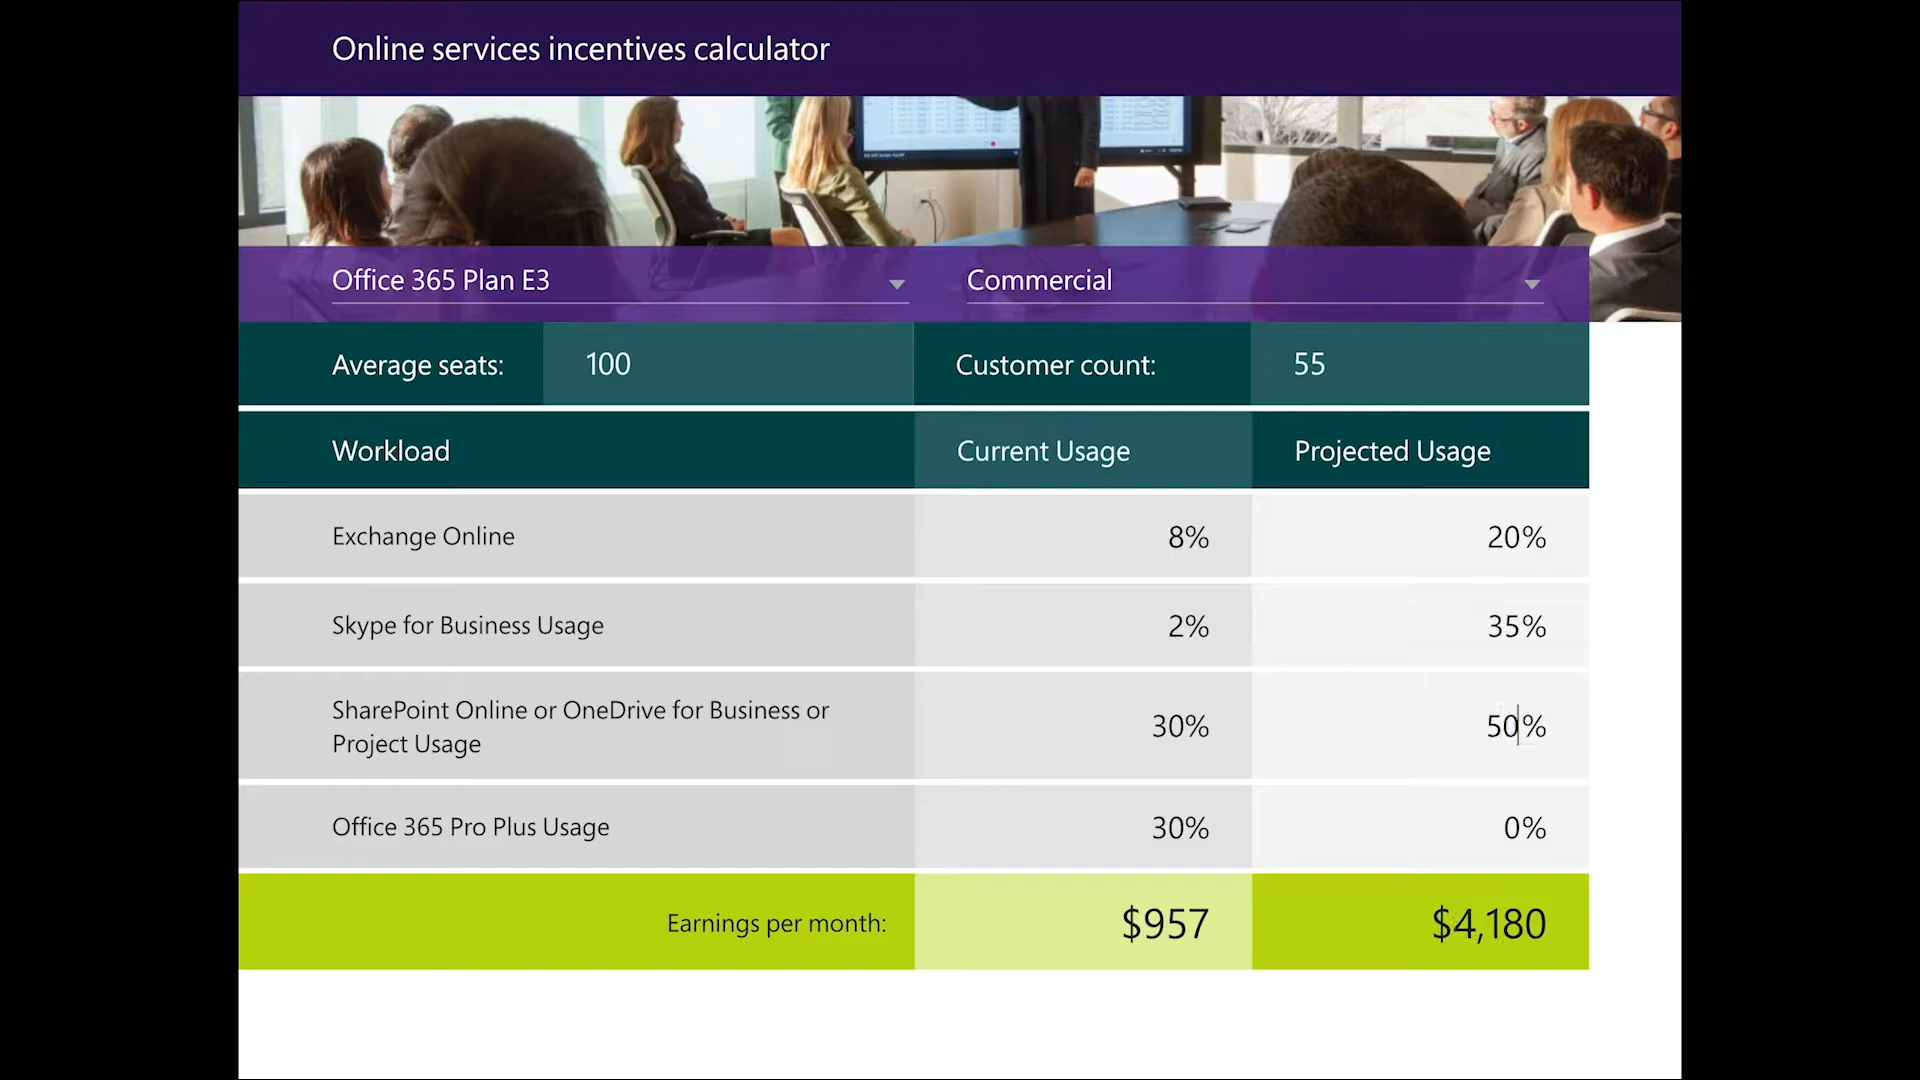 Online services incentives calculator
Office 365 Plan E3
Commercial
Average seats: 100 Customer count: 55
Workload Current Usage Projected Usage
Exchange Online 8% 20%
Skype for Business Usage 2% 35%
SharePoint Online or OneDrive for Business or
Project Usage 30% 50%
Office 365 Pro Plus Usage 30% 0%
Earnings per month: $957 $4,180